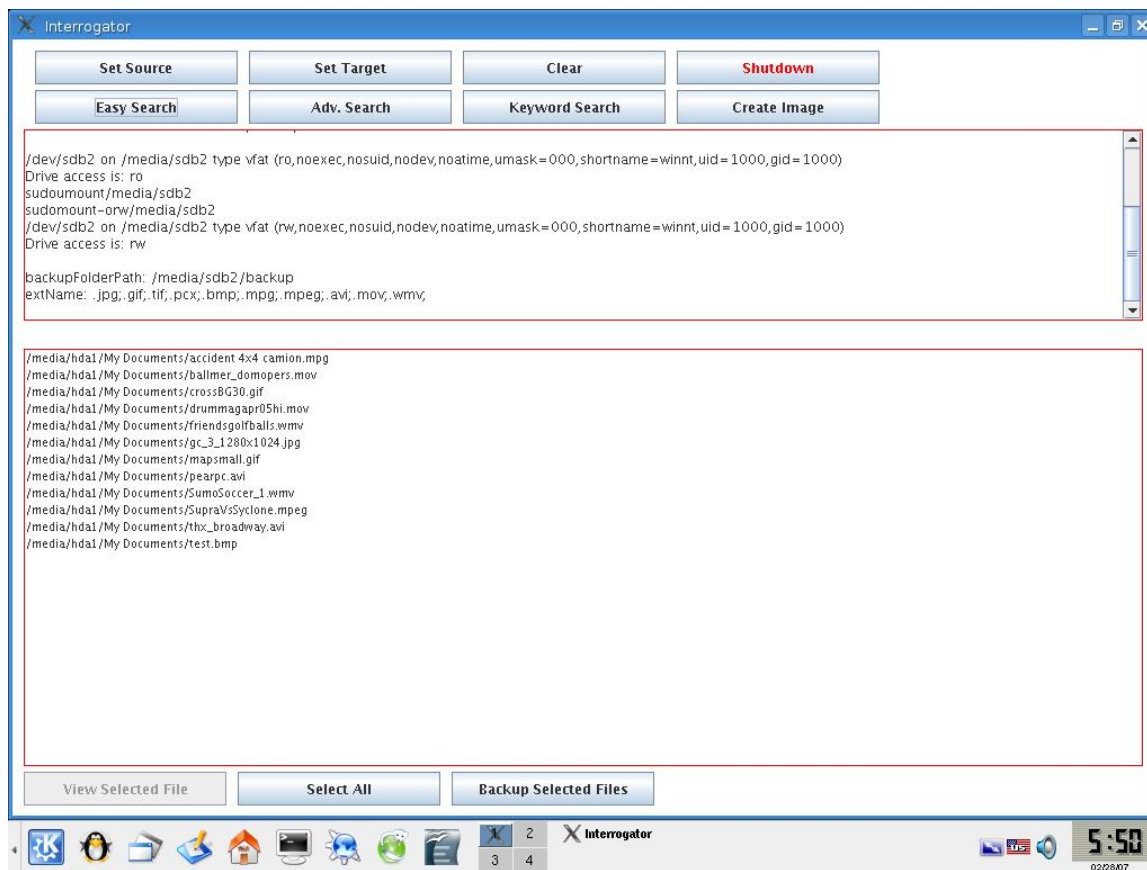 Interrogator
Set Source Set Target Clear Shutdown
Easy Search Adv. Search Keyword Search Create Image
/dev/sdb2 on /media/sdb2 type vfat (ro,noexec,nosuid,nodev,noatime,umask=000,shortname=winnt,uid=1000,gid=1000)
Drive access is: ro
sudoumount/media/sdb2
sudomount-orw/media/sdb2
/dev/sdb2 on /media/sdb2 type vfat (rw,noexec,nosuid,nodev,noatime,umask=000,shortname=winnt,uid=1000,gid=1000)
Drive access is: rw
backupFolderPath: /media/sdb2/backup
extName: .jpg;.gif;.tif;.pcx;.bmp;.mpg;.mpeg;.avi;.mov;.wmv;
/media/hda1/My Documents/accident 4x4 camion.mpg
/media/hda1/My Documents/ballmer_domopers.mov
/media/hda1/My Documents/crossBG30.gif
/media/hda1/My Documents/drummagapr05hi.mov
/media/hda1/My Documents/friendsgolfballs.wmv
/media/hda1/My Documents/gc_3_1280x1024.jpg
/media/hda1/My Documents/mapsmall.gif
/media/hda1/My Documents/pearpc.avi
/media/hda1/My Documents/SumoSoccer_1.wmv
/media/hda1/My Documents/SupraVsSyclone.mpeg
/media/hda1/My Documents/thx_broadway.avi
/media/hda1/My Documents/test.bmp
View Selected File Select All Backup Selected Files
2 Interrogator
3 4
us
5:50
02/28/07